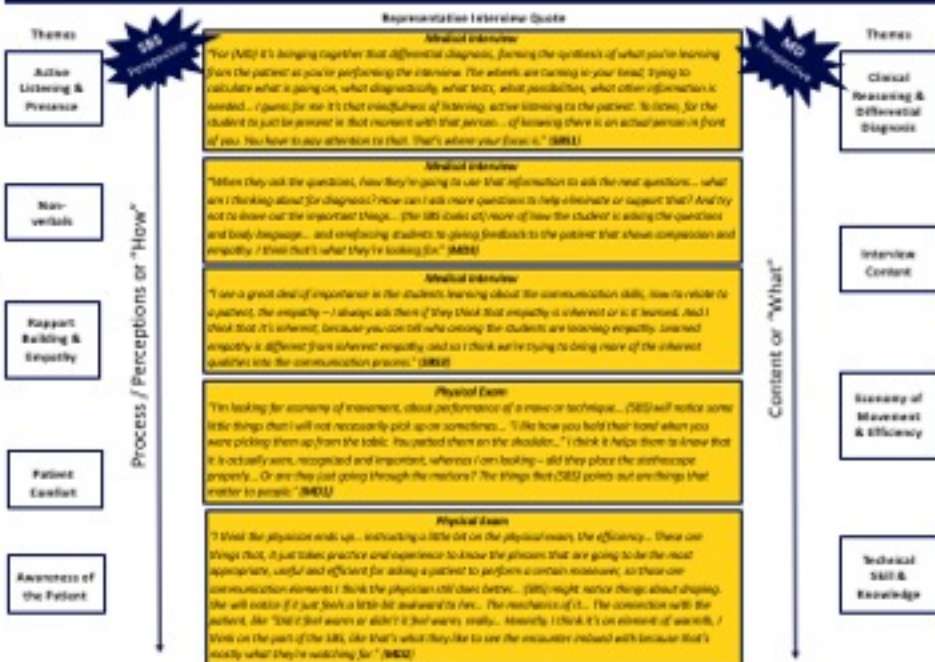 Representative Interview Quote
Themes
Active
Listening &
Presence
Non-
verbals
Rapport
Building &
Empathy
Patient
Comfort
Awareness of
the Patient
SBS
Perspective
Process / Perceptions or "How"
Medical Interview
"For (MD) it's bringing together that differential diagnosis, forming the synthesis of what you're learning
from the patient as you're performing the interview. The wheels are turning in your head, trying to
calculate what is going on, what diagnostically, what tests, what possibilities, what other information is
needed... I guess for me it's that mindfulness of listening, active listening to the patient. To listen, for the
student to just be present in that moment with that person... of knowing there is an actual person in front
of you. You have to pay attention to that. That's where your focus is." (SBS1)
Medical Interview
"When they ask the questions, how they're going to use that information to ask the next questions... what
am I thinking about for diagnosis? How can I ask more questions to help eliminate or support that? And try
not to leave out the important things... (the SBS looks at) more of how the student is asking the questions
and body language... and reinforcing students to giving feedback to the patient that shows compassion and
empathy. I think that's what they're looking for."
Medical Interview
"I see a great deal of importance in the students learning about the communication skills, how to relate to
a patient, the empathy – I always ask them if they think that empathy is inherent or is it learned. And I
think that it's inherent, because you can tell who among the students are learning empathy. Learned
empathy is different from inherent empathy, and so I think we're trying to bring more of the inherent
qualities into the communication process."
Physical Exam
"I'm looking for economy of movement, about performance of a move or technique... (SBS) will notice some
little things that I will not necessarily pick up on sometimes... "I like how you held their hand when you
were picking them up from the table. You patted them on the shoulder..." I think it helps them to know that
it is actually seen, recognized and important, whereas I am looking – did they place the stethoscope
properly... Or are they just going through the motions? The things that (SBS) points out are things that
matter to people." (MD1)
Physical Exam
"I think the physician ends up... instructing a little bit on the physical exam, the efficiency... These are
things that, it just takes practice and experience to know the phrases that are going to be the most
appropriate, useful and efficient for asking a patient to perform a certain maneuver, so those are
communication elements I think the physician still does better... (SBS) might notice things about draping.
She will notice if it just feels a little bit awkward to her... The mechanics of it... The connection with the
patient, like "Did it feel warm or didn't it feel warm, really... Honestly, I think it's an element of warmth, I
think on the part of the SBS, like that's what they like to see the encounter imbued with because that's
mostly what they're watching for." (MD2)
MD
Perspective
Content or "What"
Themes
Clinical
Reasoning &
Differential
Diagnosis
Interview
Content
Economy of
Movement
& Efficiency
Technical
Skill &
Knowledge